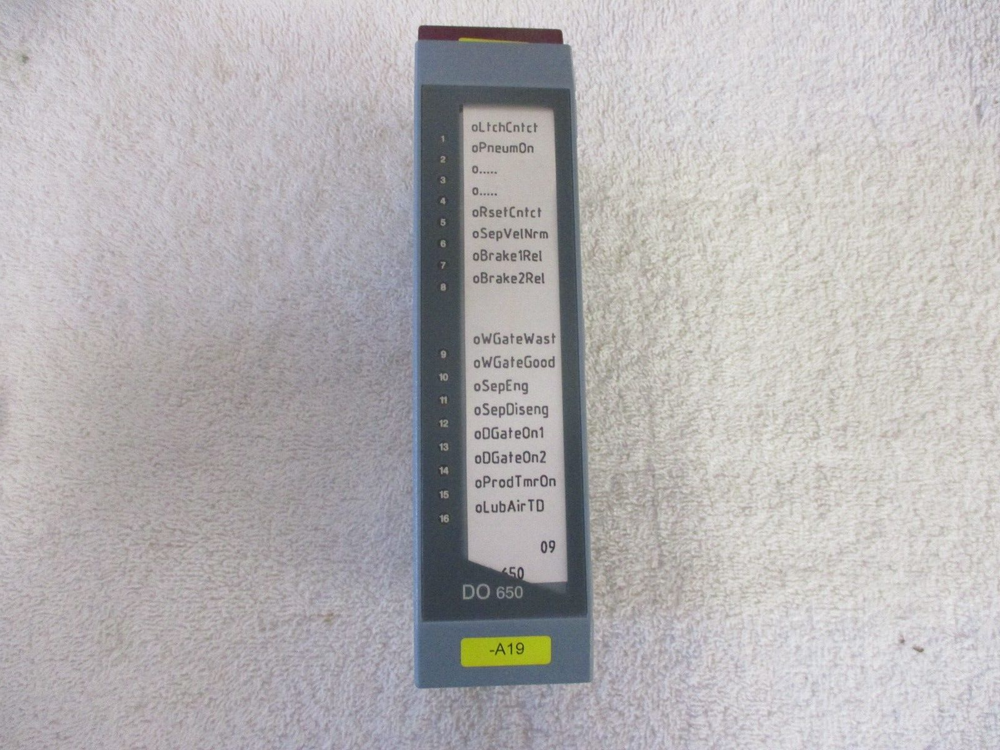 oLtchCntct
1
oPneumOn
2
o.....
3
o.....
4
oRsetCntct
5
oSepVelNrm
6
oBrake1Rel
7
oBrake2Rel
8
oWGateWast
9
oWGateGood
10
oSepEng
11
oSepDiseng
12
oDGateOn1
13
oDGateOn2
14
oProdTmrOn
15
oLubAirTD
16
09
650
DO 650
-A19